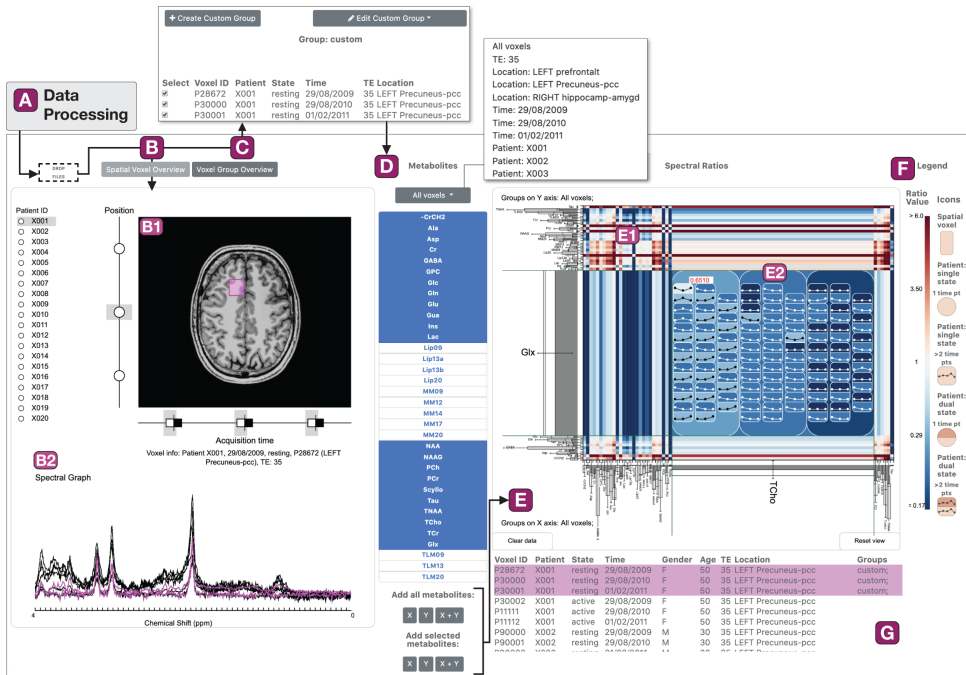 + Create Custom Group
Edit Custom Group
Group: custom
Select Voxel ID Patient State Time TE Location
P28672 X001 resting 29/08/2009 35 LEFT Precuneus-pcc
P30000 X001 resting 29/08/2010 35 LEFT Precuneus-pcc
P30001 X001 resting 01/02/2011 35 LEFT Precuneus-pcc
All voxels
TE: 35
Location: LEFT prefrontalt
Location: LEFT Precuneus-pcc
Location: RIGHT hippocamp-amygd
Time: 29/08/2009
Time: 29/08/2010
Time: 01/02/2011
Patient: X001
Patient: X002
Patient: X003
A Data
Processing
DROP
FILES
B
C
Spatial Voxel Overview
Voxel Group Overview
D
Metabolites
All voxels
Spectral Ratios
F Legend
Patient ID
X001
X002
X003
X004
X005
X006
X007
X008
X009
X010
X011
X012
X013
X014
X015
X016
X017
X018
X019
X020
Position
B1
Acquisition time
Voxel info: Patient X001, 29/08/2009, resting, P28672 (LEFT
Precuneus-pcc), TE: 35
B2
Spectral Graph
4
0
Chemical Shift (ppm)
-CrCH2
Ala
Asp
Cr
GABA
GPC
Glc
Gln
Glu
Gua
Ins
Lac
Lip09
Lip13a
Lip13b
Lip20
MM09
MM12
MM14
MM17
MM20
NAA
NAAG
PCh
PCr
Scyllo
Tau
TNAA
TCho
TCr
Glx
TLM09
TLM13
TLM20
Add all metabolites:
X Y X + Y
Add selected
metabolites:
X Y X + Y
Groups on Y axis: All voxels;
E1
E2
0.6510
Glx
TCho
E
Groups on X axis: All voxels;
Clear data
Reset view
Ratio
Value
> 6.0
3.50
1
0.29
Icons
Spatial
voxel
Patient:
single
state
1 time pt
Patient:
single
state
>2 time
pts
Patient:
dual
state
1 time pt
Patient:
dual
state
>2 time
pts
Voxel ID Patient State Time Gender Age TE Location Groups
P28672 X001 resting 29/08/2009 F 50 35 LEFT Precuneus-pcc custom;
P30000 X001 resting 29/08/2010 F 50 35 LEFT Precuneus-pcc custom;
P30001 X001 resting 01/02/2011 F 50 35 LEFT Precuneus-pcc custom;
P30002 X001 active 29/08/2009 F 50 35 LEFT Precuneus-pcc
P11111 X001 active 29/08/2010 F 50 35 LEFT Precuneus-pcc
P11112 X001 active 01/02/2011 F 50 35 LEFT Precuneus-pcc
P90000 X002 resting 29/08/2009 M 30 35 LEFT Precuneus-pcc
P90001 X002 resting 29/08/2010 M 30 35 LEFT Precuneus-pcc
G